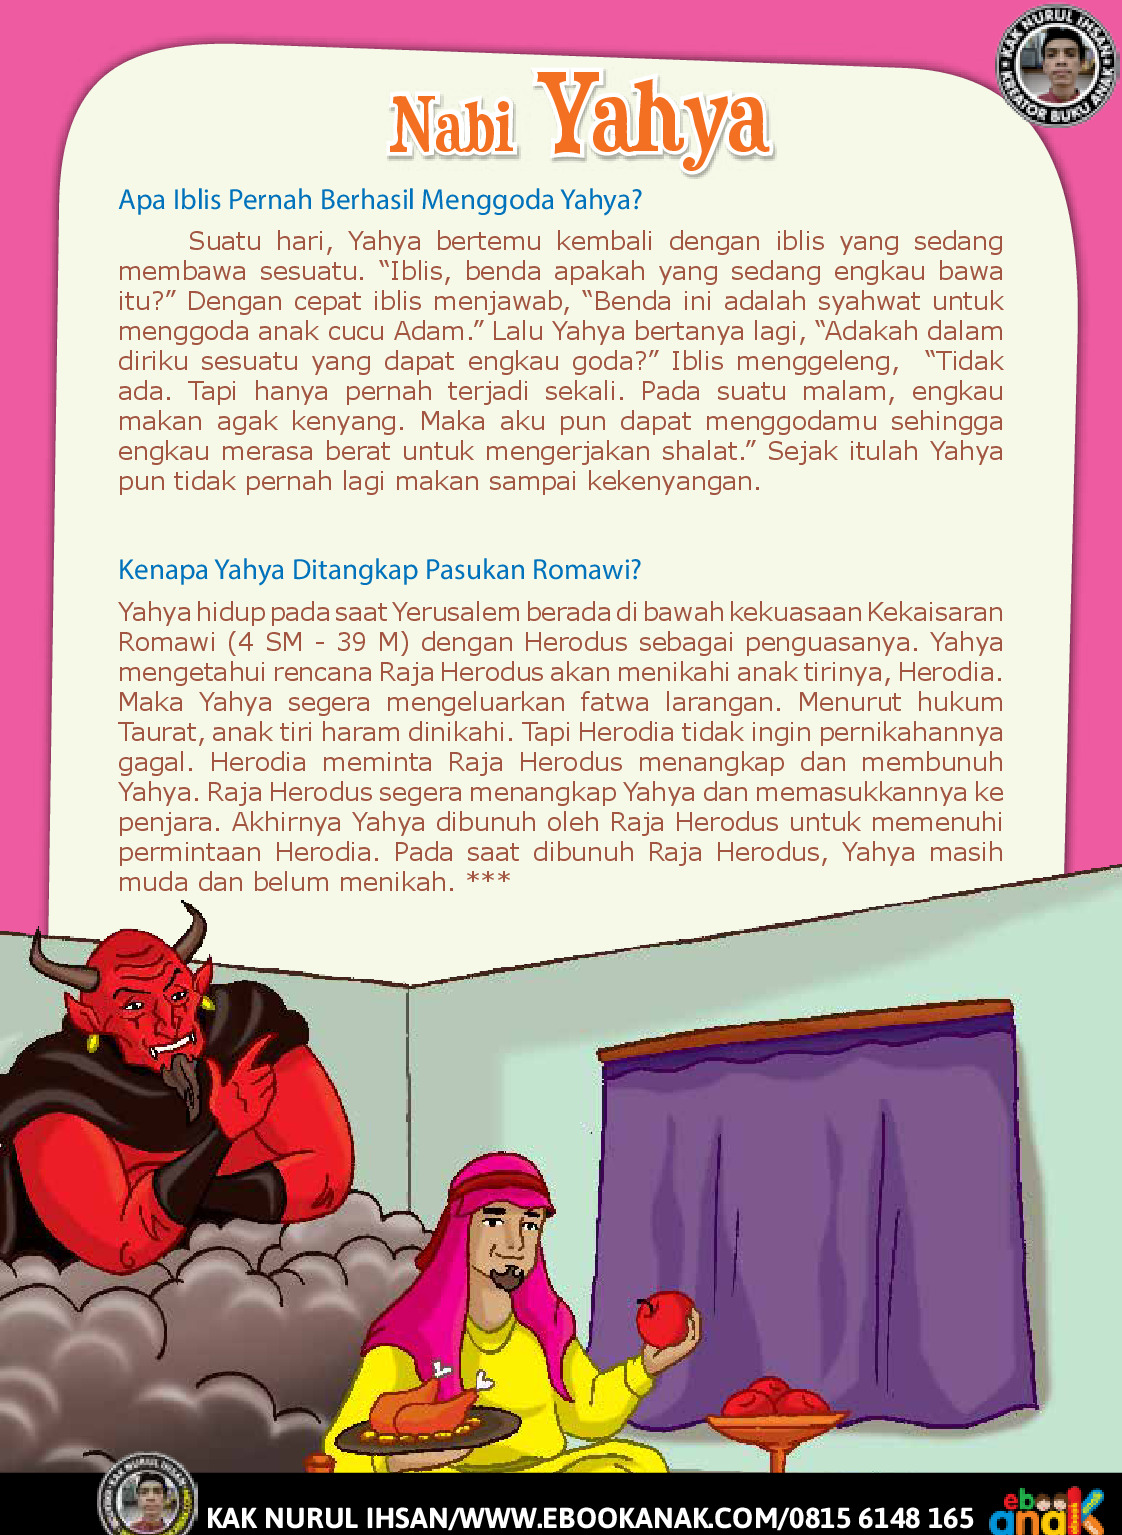 KAK NURUL IHSAN
KREATOR BUKU ANAK
Nabi Yahya
Apa Iblis Pernah Berhasil Menggoda Yahya?
Suatu hari, Yahya bertemu kembali dengan iblis yang sedang
membawa sesuatu. “Iblis, benda apakah yang sedang engkau bawa
itu?” Dengan cepat iblis menjawab, “Benda ini adalah syahwat untuk
menggoda anak cucu Adam.” Lalu Yahya bertanya lagi, “Adakah dalam
diriku sesuatu yang dapat engkau goda?” Iblis menggeleng, “Tidak
ada. Tapi hanya pernah terjadi sekali. Pada suatu malam, engkau
makan agak kenyang. Maka aku pun dapat menggodamu sehingga
engkau merasa berat untuk mengerjakan shalat.” Sejak itulah Yahya
pun tidak pernah lagi makan sampai kekenyangan.
Kenapa Yahya Ditangkap Pasukan Romawi?
Yahya hidup pada saat Yerusalem berada di bawah kekuasaan Kekaisaran
Romawi (4 SM - 39 M) dengan Herodus sebagai penguasanya. Yahya
mengetahui rencana Raja Herodus akan menikahi anak tirinya, Herodia.
Maka Yahya segera mengeluarkan fatwa larangan. Menurut hukum
Taurat, anak tiri haram dinikahi. Tapi Herodia tidak ingin pernikahannya
gagal. Herodia meminta Raja Herodus menangkap dan membunuh
Yahya. Raja Herodus segera menangkap Yahya dan memasukkannya ke
penjara. Akhirnya Yahya dibunuh oleh Raja Herodus untuk memenuhi
permintaan Herodia. Pada saat dibunuh Raja Herodus, Yahya masih
muda dan belum menikah. ***
KAK NURUL IHSAN
KAK NURUL IHSAN/WWW.EBOOKANAK.COM/0815 6148 165
ebook
anak